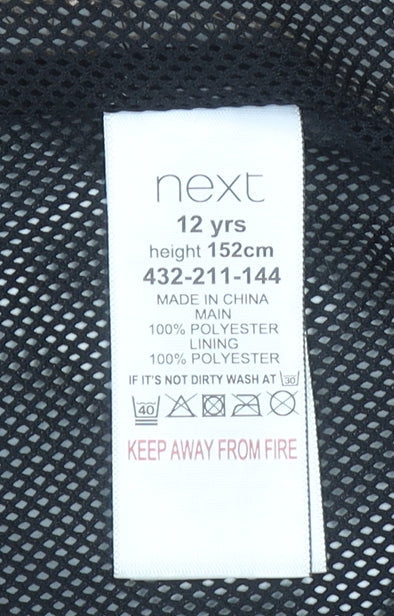 next
12 yrs
height 152cm
432-211-144
MADE IN CHINA
MAIN
100% POLYESTER
LINING
100% POLYESTER
IF IT'S NOT DIRTY WASH AT 30
40
KEEP AWAY FROM FIRE